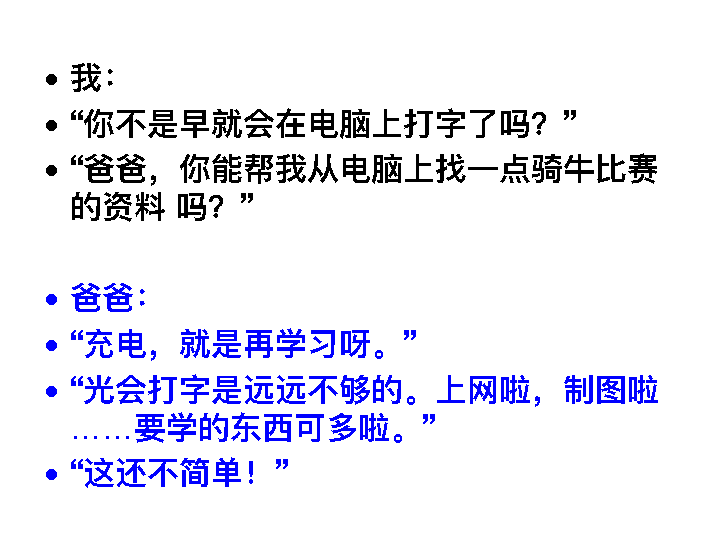 • 我：
• “你不是早就会在电脑上打字了吗？”
• “爸爸，你能帮我从电脑上找一点骑牛比赛
的资料 吗？”
• 爸爸：
• “充电，就是再学习呀。”
• “光会打字是远远不够的。上网啦，制图啦
……要学的东西可多啦。”
• “这还不简单！”